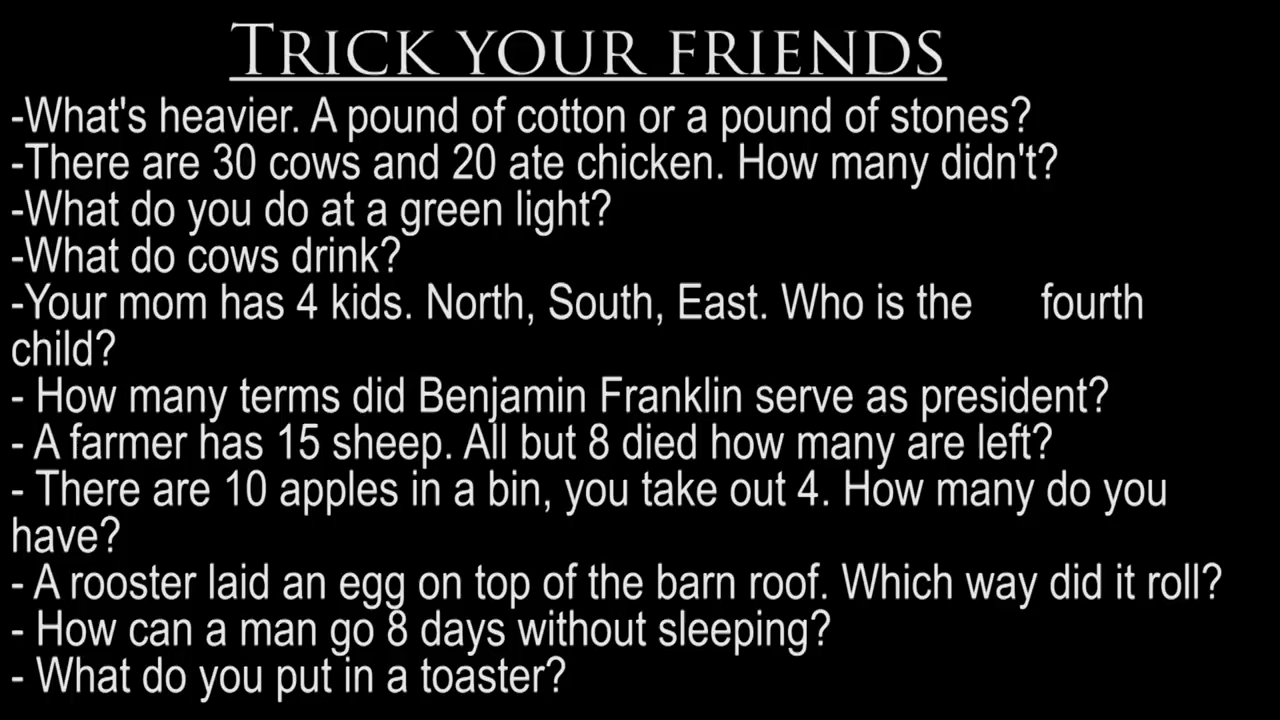 TRICK YOUR FRIENDS
-What's heavier. A pound of cotton or a pound of stones?
-There are 30 cows and 20 ate chicken. How many didn't?
-What do you do at a green light?
-What do cows drink?
-Your mom has 4 kids. North, South, East. Who is the fourth
child?
- How many terms did Benjamin Franklin serve as president?
- A farmer has 15 sheep. All but 8 died how many are left?
- There are 10 apples in a bin, you take out 4. How many do you
have?
- A rooster laid an egg on top of the barn roof. Which way did it roll?
- How can a man go 8 days without sleeping?
- What do you put in a toaster?